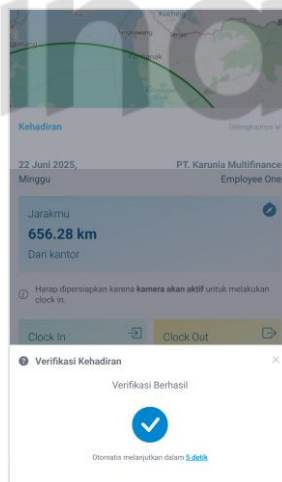 Kuching
Singkawang
Serian
Kehadiran
22 Juni 2025,
Minggu
PT. Karunia Multifinance
Employee One
Jarakmu
656.28 km
Dari kantor
Harap dipersiapkan karena kamera akan aktif untuk melakukan
clock in.
Clock In
Clock Out
Verifikasi Kehadiran
Verifikasi Berhasil
Otomatis melanjutkan dalam 5 detik